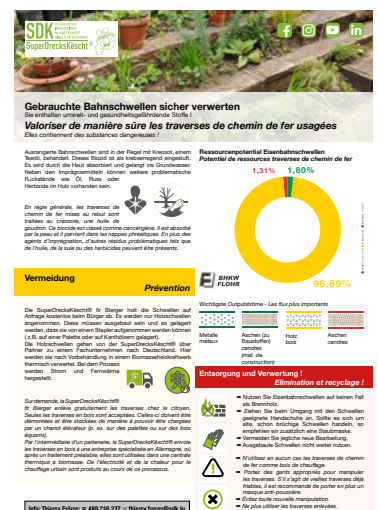 SDK
SuperDrecksKëscht®
Gebrauchte Bahnschwellen sicher verwerten
Sie enthalten umwelt- und gesundheitsgefährdende Stoffe !
Valoriser de manière sûre les traverses de chemin de fer usagées
Elles contiennent des substances dangereuses !
Ausrangierte Bahnschwellen sind in der Regel mit Kreosot, einem
Teeröl, behandelt. Dieses Biozid ist als krebserregend eingestuft.
Es wird durch die Haut absorbiert und gelangt ins Grundwasser.
Neben den Imprägniermitteln können weitere problematische
Rückstände wie Öl, Russ oder
Herbizide im Holz vorhanden sein.
En règle générale, les traverses de
chemin de fer mises au rebut sont
traitées au créosote, une huile de
goudron. Ce biocide est classé comme cancérigène. Il est absorbé
par la peau et il parvient dans les nappes phréatiques. En plus des
agents d'imprégnation, d'autres résidus problématiques tels que
de l'huile, de la suie ou des herbicides peuvent être présents.
Ressourcenpotential Eisenbahnschwellen
Potentiel de ressources traverses de chemin de fer
1,31%
1,80%
96,89%
BHKW
FLOHR
Wichtigste Outputströme - Les flux plus importants
Metalle
métaux
Aschen (zu
Baustoffen)
cendres
(mat. de
construction)
Holz
bois
Aschen
cendres
Vermeidung
Prévention
Die SuperDrecksKëscht® fir Bierger holt die Schwellen auf
Anfrage kostenlos beim Bürger ab. Es werden nur Holzschwellen
angenommen. Diese müssen ausgebaut sein und so gelagert
werden, dass sie von einem Stapler aufgenommen werden können
(z.B. auf einer Palette oder auf Kanthölzern gelagert).
Die Holzschwellen gehen von der SuperDrecksKëscht® über
Partner zu einem Fachunternehmen nach Deutschland. Hier
werden sie nach Vorbehandlung in einem Biomasseheizkraftwerk
thermisch verwertet. Bei dem Prozess
werden Strom und Fernwärme
hergestellt.
Sur demande, la SuperDrecksKëscht®
fir Bierger enlève gratuitement les traverses chez le citoyen.
Seules les traverses en bois sont acceptées. Celles-ci doivent être
démontées et être stockées de manière à pouvoir être chargées
par un chariot élévateur (p. ex. sur des palettes ou sur des bois
équarris).
Par l'intermédiaire d'un partenaire, la SuperDrecksKëscht® envoie
les traverses en bois à une entreprise spécialisée en Allemagne, où
après un traitement préalable, elles sont utilisées dans une centrale
thermique à biomasse. De l'électricité et de la chaleur pour le
chauffage urbain sont produits au cours de ce processus.
Entsorgung und Verwertung !
Elimination et recyclage !
➡ Nutzen Sie Eisenbahnschwellen auf keinen Fall
als Brennholz.
➡ Ziehen Sie beim Umgang mit den Schwellen
geeignete Handschuhe an. Sollte es sich um
alte, schon brüchige Schwellen handeln, so
empfehlen wir zusätzlich eine Staubmaske.
➡ Vermeiden Sie jegliche neue Bearbeitung.
➡ Ausgebaute Schwellen nicht weiter nutzen.
➡ N'utilisez en aucun cas les traverses de chemin
de fer comme bois de chauffage.
➡ Portez des gants appropriés pour manipuler
les traverses. S'il s'agit de vieilles traverses déjà
friables, il est recommandé de porter en plus un
masque anti-poussière.
➡ Évitez toute nouvelle manipulation.
➡ Ne plus utiliser les traverses enlevées.
Info: Thierry Folrey: ☎ 488 216 237